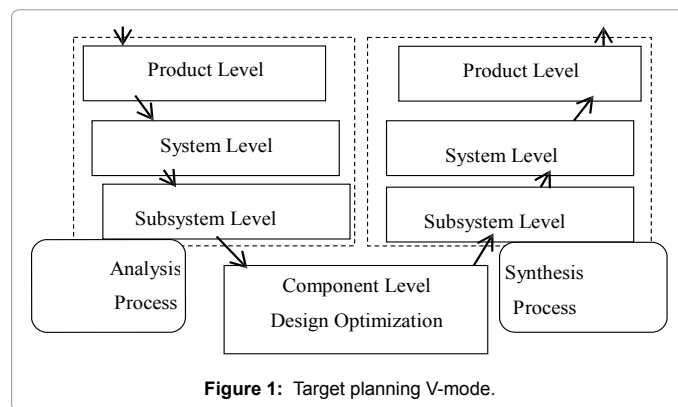 Product Level
System Level
Subsystem Level
Analysis
Process
Component Level
Design Optimization
Product Level
System Level
Subsystem Level
Synthesis
Process
Figure 1: Target planning V-mode.